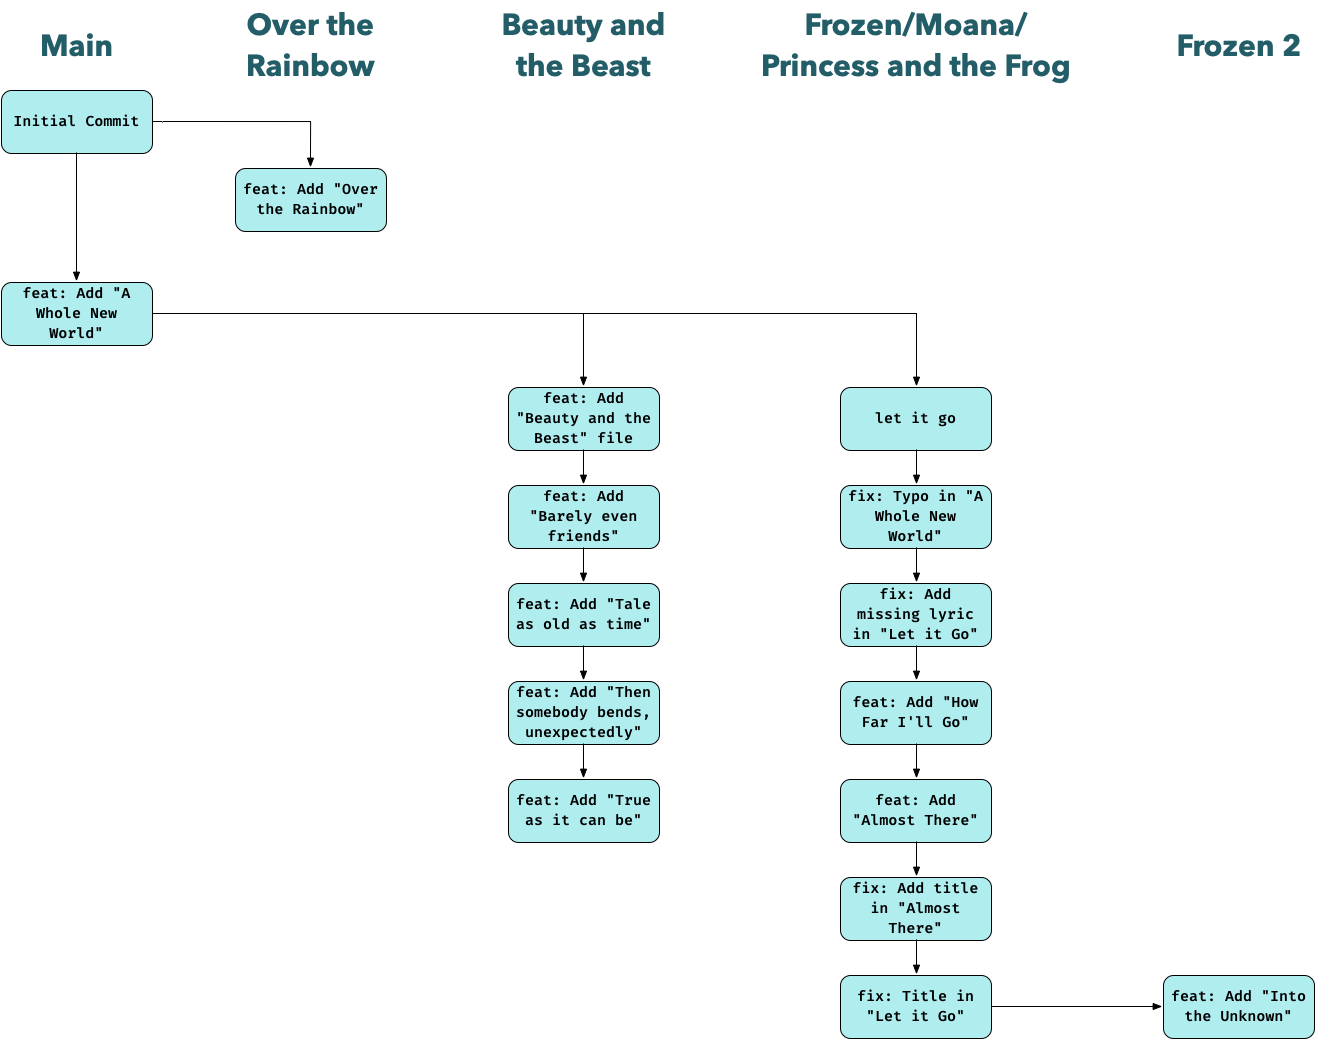 Main
Over the
Rainbow
Beauty and
the Beast
Frozen/Moana/
Princess and the Frog
Frozen 2
Initial Commit
feat: Add "Over
the Rainbow"
feat: Add "A
Whole New
World"
feat: Add
"Beauty and the
Beast" file
feat: Add
"Barely even
friends"
feat: Add "Tale
as old as time"
feat: Add "Then
somebody bends,
unexpectedly"
feat: Add "True
as it can be"
let it go
fix: Typo in "A
Whole New
World"
fix: Add
missing lyric
in "Let it Go"
feat: Add "How
Far I'll Go"
feat: Add
"Almost There"
fix: Add title
in "Almost
There"
fix: Title in
"Let it Go"
feat: Add "Into
the Unknown"